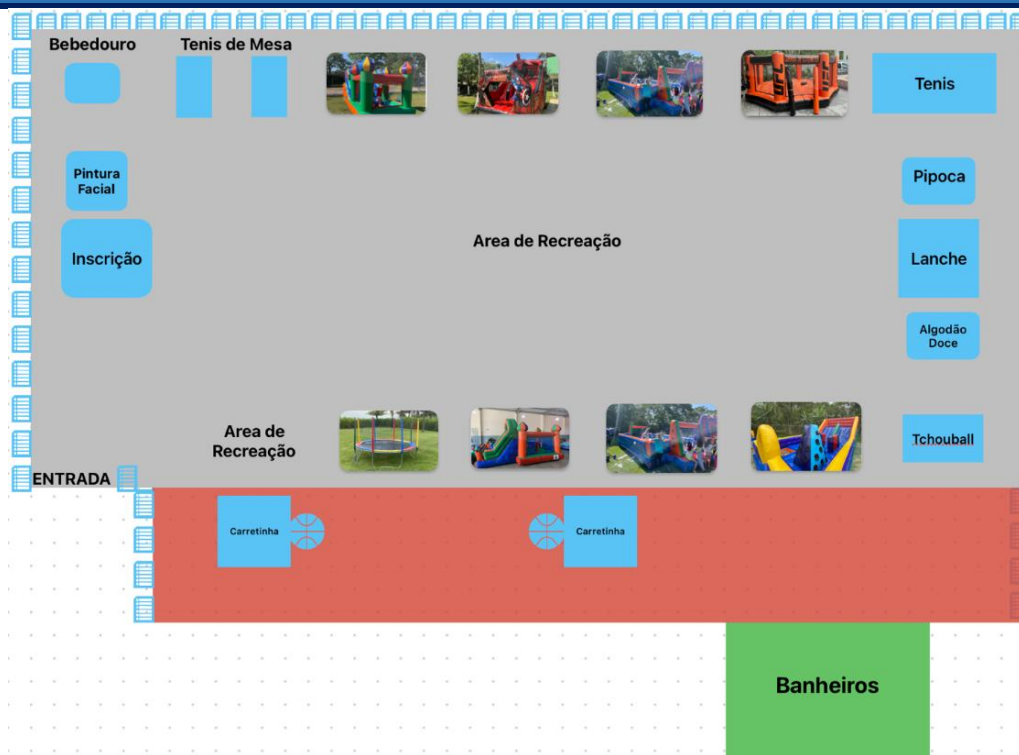 Bebedouro
Tenis de Mesa
Tenis
Pintura
Facial
Pipoca
Inscrição
Area de Recreação
Lanche
Algodão
Doce
Area de
Recreação
Tchouball
ENTRADA
Carretinha
Carretinha
Banheiros